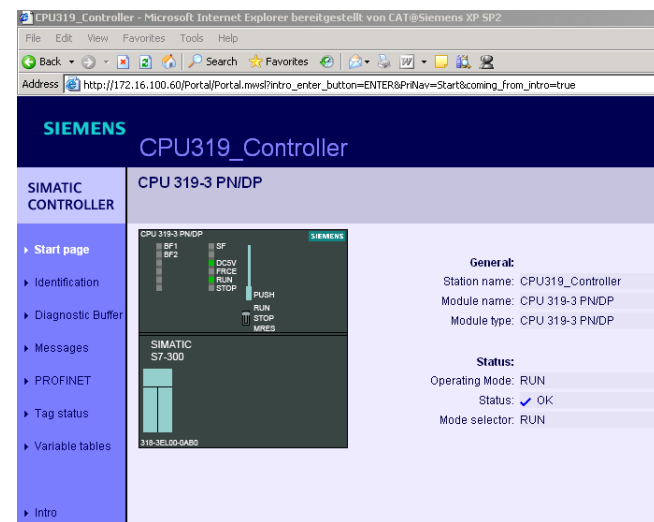 CPU319_Controller - Microsoft Internet Explorer bereitgestellt von CAT@Siemens XP SP2
File Edit View Favorites Tools Help
Back Search Favorites
Address http://172.16.100.60/Portal/Portal.mwsl?intro_enter_button=ENTER&PriNav=Start&coming_from_intro=true
SIEMENS
CPU319_Controller
SIMATIC
CONTROLLER
CPU 319-3 PN/DP
Start page
Identification
Diagnostic Buffer
Messages
PROFINET
Tag status
Variable tables
Intro
CPU 319-3 PN/DP
SIEMENS
BF1 SF
BF2
DC5V
FRCE
RUN
STOP
PUSH
RUN
STOP
MRES
SIMATIC
S7-300
318-3EL00-0AB0
General:
Station name: CPU319_Controller
Module name: CPU 319-3 PN/DP
Module type: CPU 319-3 PN/DP
Status:
Operating Mode: RUN
Status: OK
Mode selector: RUN